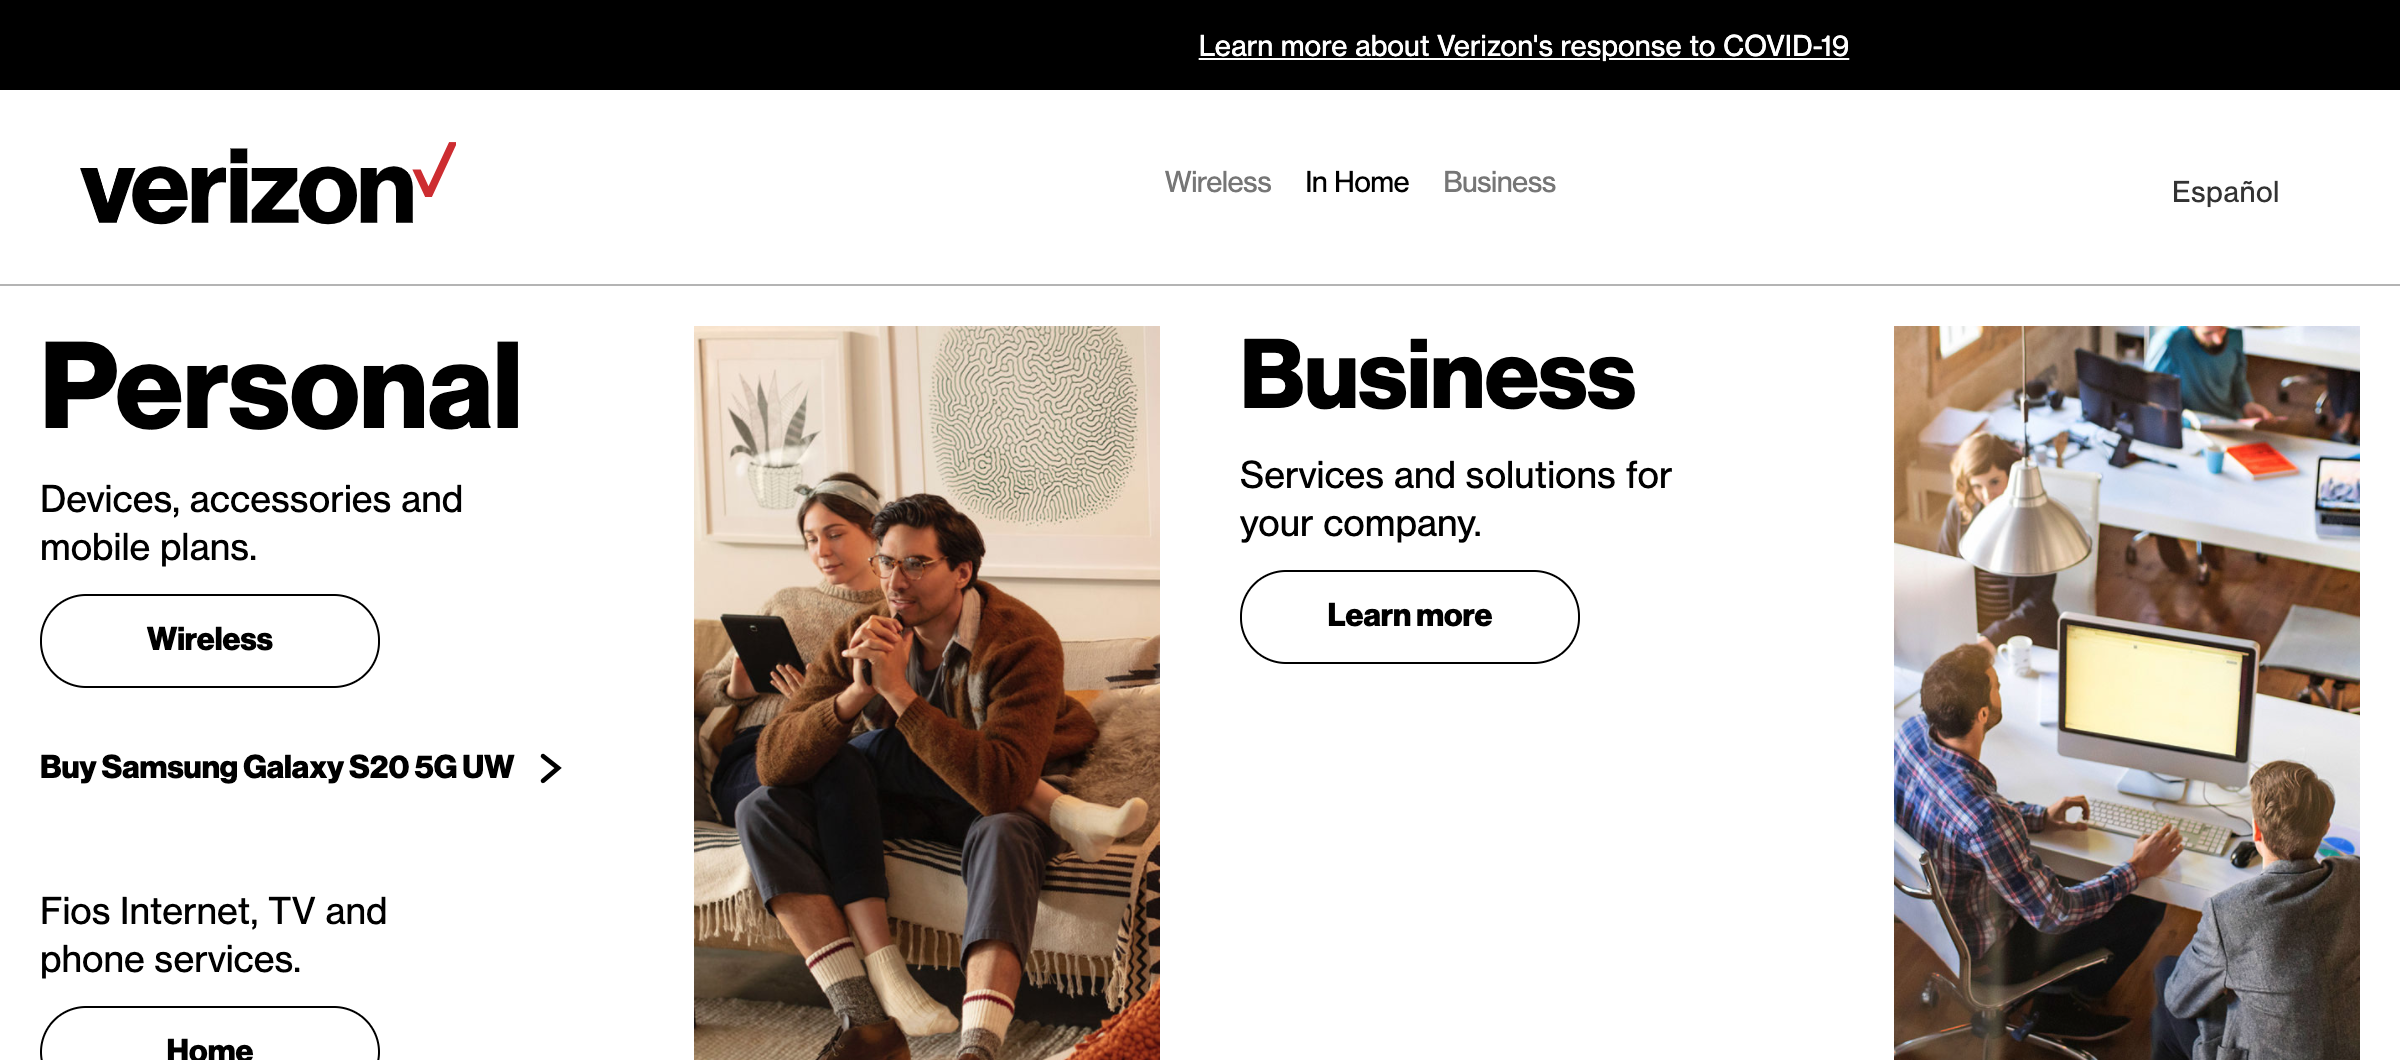 Learn more about Verizon's response to COVID-19
verizon
Wireless In Home Business
Español
Personal
Devices, accessories and
mobile plans.
Wireless
Buy Samsung Galaxy S20 5G UW
Fios Internet, TV and
phone services.
Home
Business
Services and solutions for
your company.
Learn more